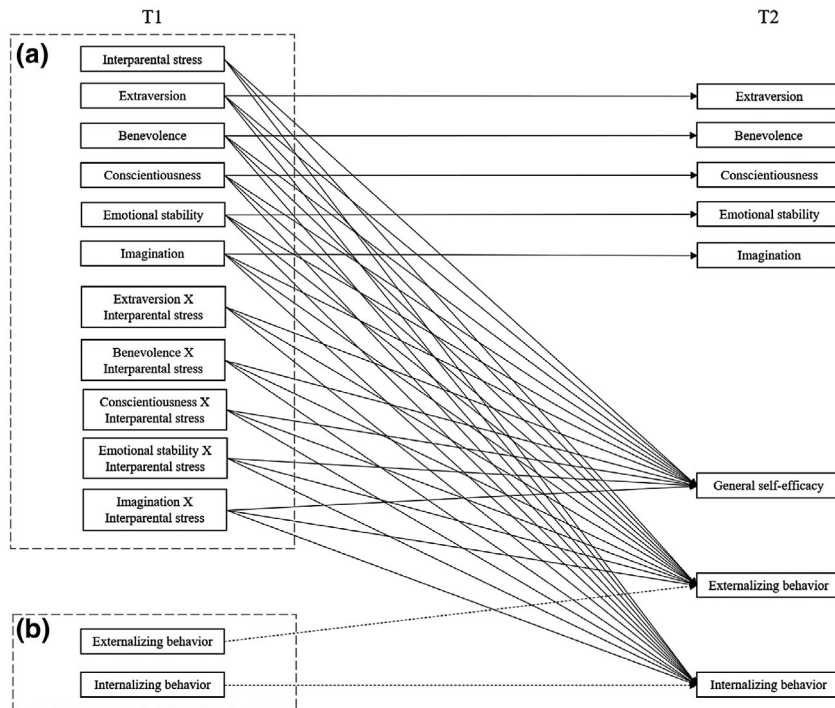 T1
T2
(a)
Interparental stress
Extraversion
Benevolence
Conscientiousness
Emotional stability
Imagination
Extraversion X
Interparental stress
Benevolence X
Interparental stress
Conscientiousness X
Interparental stress
Emotional stability X
Interparental stress
Imagination X
Interparental stress
(b)
Externalizing behavior
Internalizing behavior
Extraversion
Benevolence
Conscientiousness
Emotional stability
Imagination
General self-efficacy
Externalizing behavior
Internalizing behavior